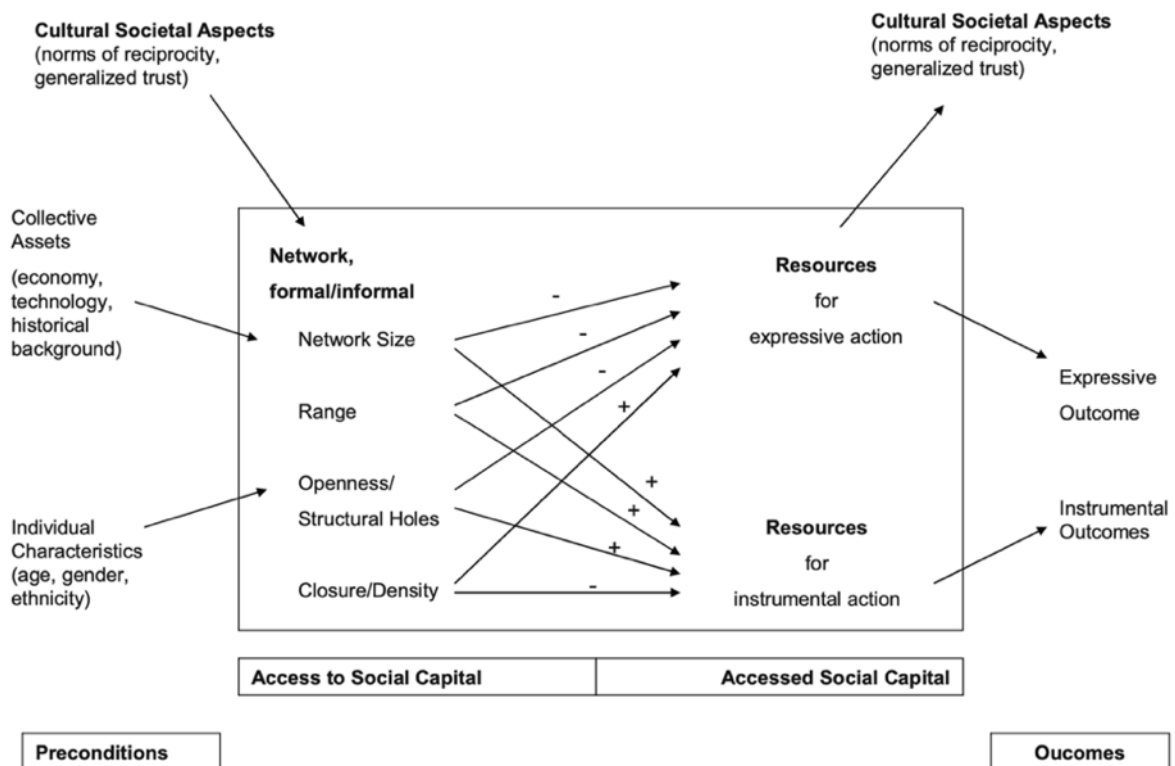 Cultural Societal Aspects
(norms of reciprocity,
generalized trust)
Cultural Societal Aspects
(norms of reciprocity,
generalized trust)
Collective
Assets
(economy,
technology,
historical
background)
Individual
Characteristics
(age, gender,
ethnicity)
Network,
formal/informal
Network Size
Range
Openness/
Structural Holes
Closure/Density
-
-
-
+
+
+
+
-
Resources
for
expressive action
Resources
for
instrumental action
Expressive
Outcome
Instrumental
Outcomes
Access to Social Capital
Accessed Social Capital
Preconditions
Oucomes